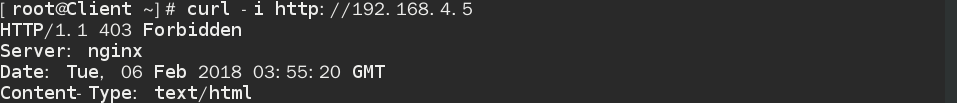 [root@Client ~]# curl -i http://192.168.4.5
HTTP/1.1 403 Forbidden
Server: nginx
Date: Tue, 06 Feb 2018 03:55:20 GMT
Content-Type: text/html